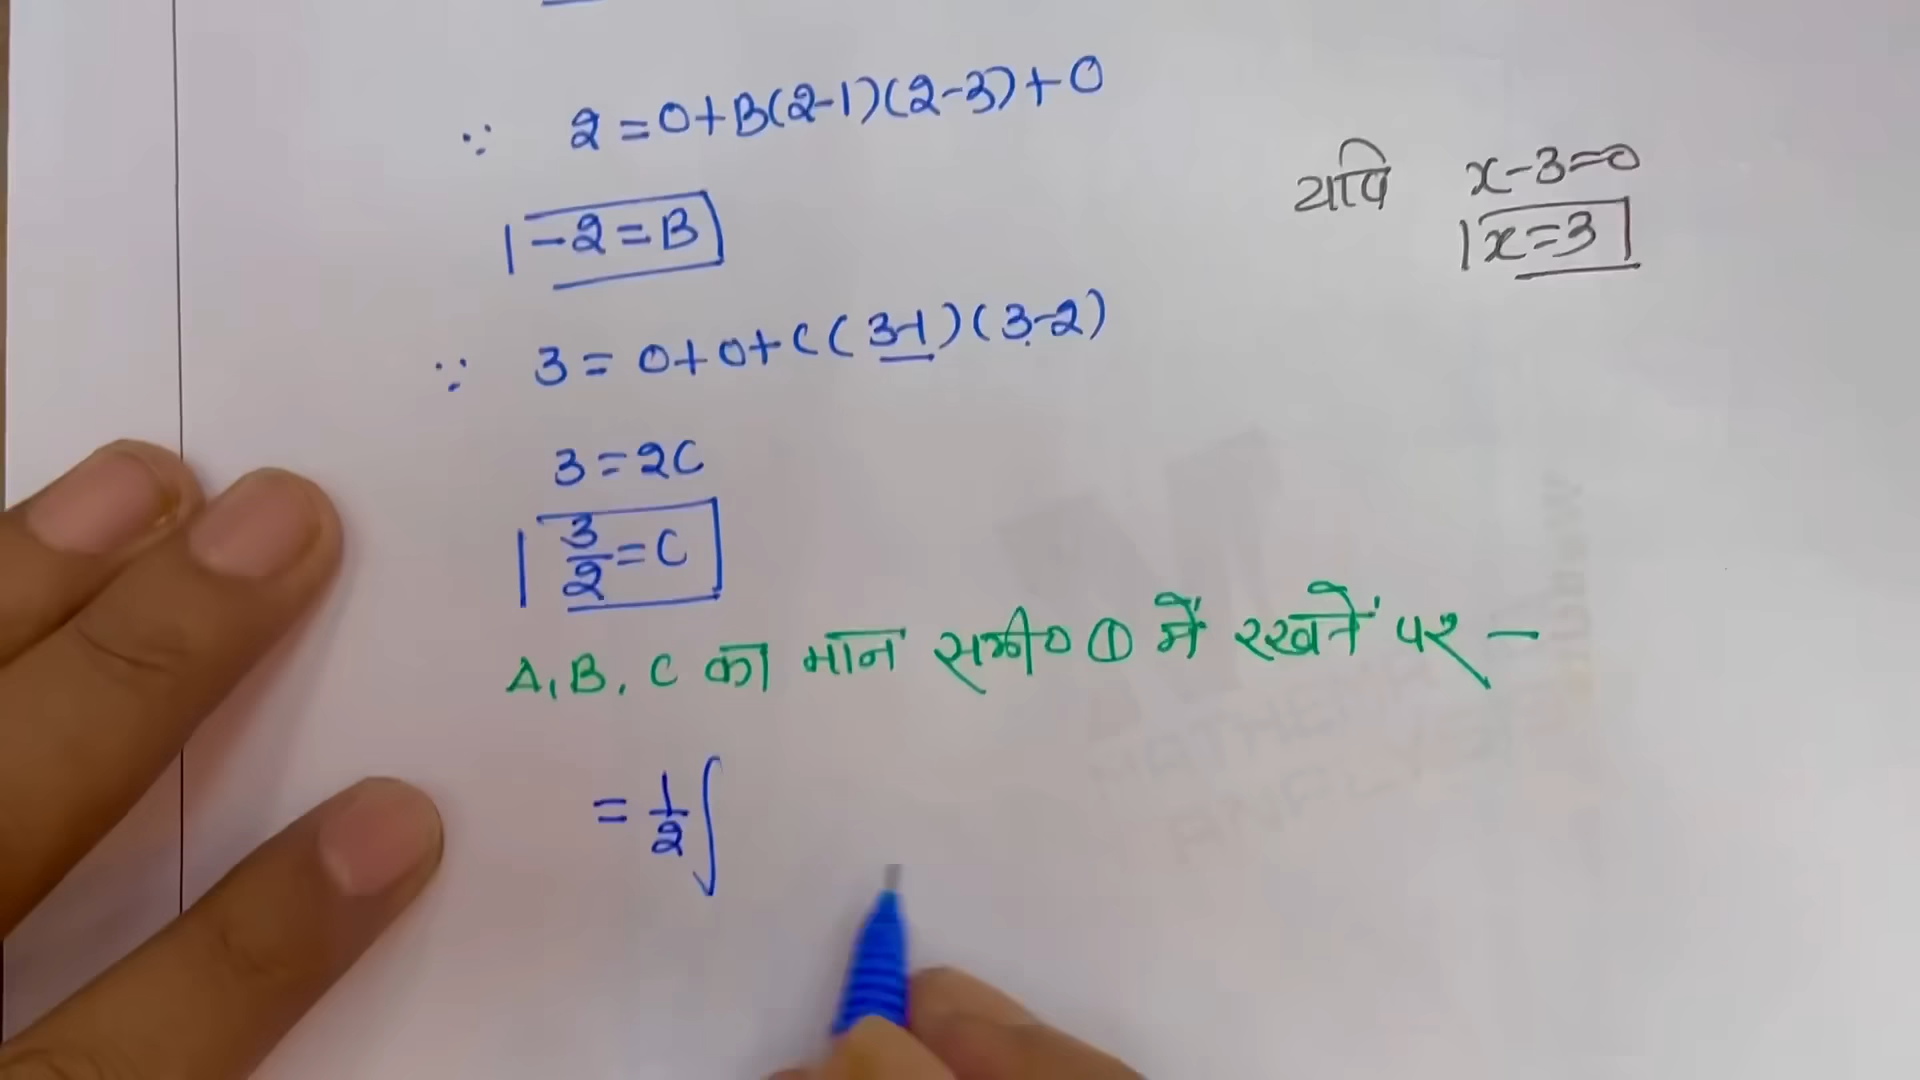 ∵ 2=0+B(2-1)(2-3)+0
-2=B
यदि x-3=0
x=3
∵ 3=0+0+C(3-1)(3-2)
3=2C
3/2=C
A, B, C का मान समी० ① में रखनें पर –
= 1/2 ∫